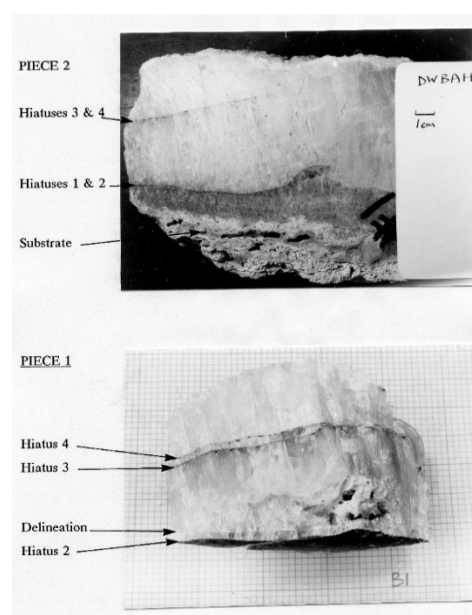 PIECE 2
DWBAH
1cm
Hiatuses 3 & 4
Hiatuses 1 & 2
Substrate
PIECE 1
Hiatus 4
Hiatus 3
Delineation
Hiatus 2
B1